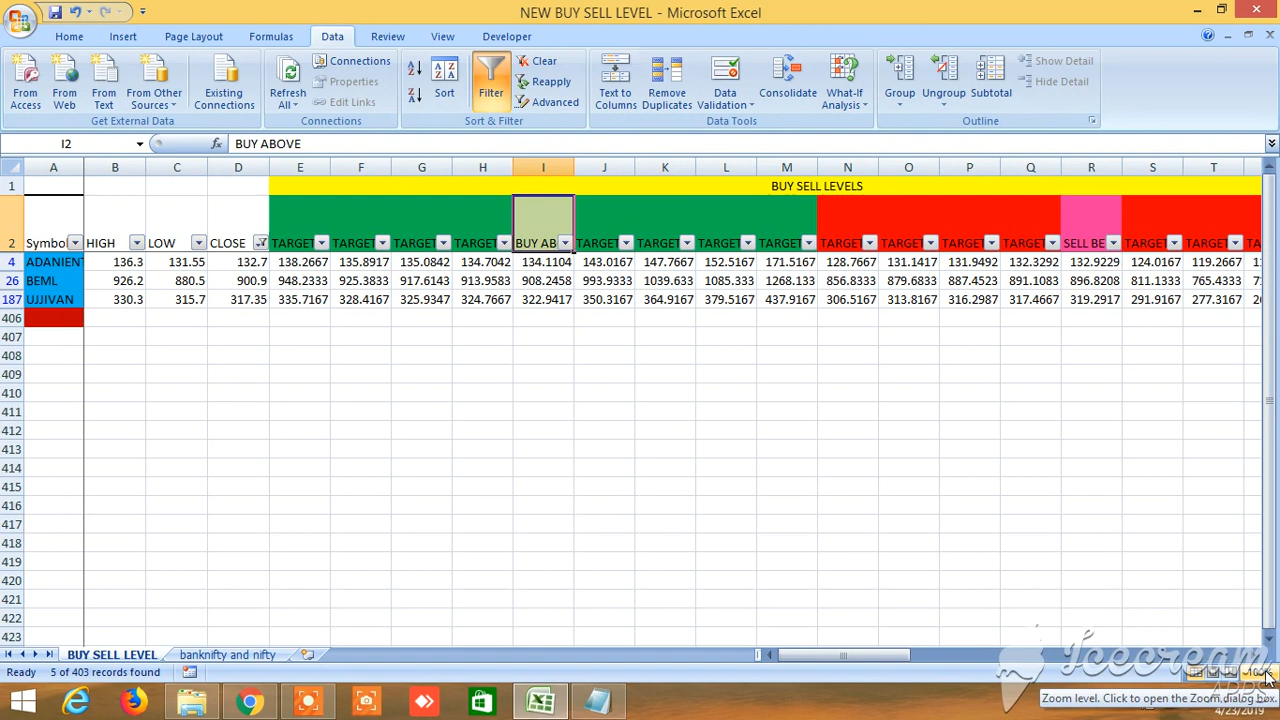 NEW BUY SELL LEVEL - Microsoft Excel
Home Insert Page Layout Formulas Data Review View Developer
From Access From Web From Text From Other Sources Existing Connections
Get External Data
Refresh All Connections Properties Edit Links
Connections
Sort Filter Clear Reapply Advanced
Sort & Filter
Text to Columns Remove Duplicates Data Validation Consolidate What-If Analysis
Data Tools
Group Ungroup Subtotal Show Detail Hide Detail
Outline
I2 fx BUY ABOVE
A B C D E F G H I J K L M N O P Q R S T
1 BUY SELL LEVELS
2 Symbol HIGH LOW CLOSE TARGET TARGET TARGET TARGET BUY AB TARGET TARGET TARGET TARGET TARGET TARGET TARGET TARGET SELL BE TARGET TARGET TA
4 ADANIENT 136.3 131.55 132.7 138.2667 135.8917 135.0842 134.7042 134.1104 143.0167 147.7667 152.5167 171.5167 128.7667 131.1417 131.9492 132.3292 132.9229 124.0167 119.2667 1
26 BEML 926.2 880.5 900.9 948.2333 925.3833 917.6143 913.9583 908.2458 993.9333 1039.633 1085.333 1268.133 856.8333 879.6833 887.4523 891.1083 896.8208 811.1333 765.4333 7
187 UJJIVAN 330.3 315.7 317.35 335.7167 328.4167 325.9347 324.7667 322.9417 350.3167 364.9167 379.5167 437.9167 306.5167 313.8167 316.2987 317.4667 319.2917 291.9167 277.3167 2
406
407
408
409
410
411
412
413
414
415
416
417
418
419
420
421
422
423
BUY SELL LEVEL banknifty and nifty
Ready 5 of 403 records found 100%
Icecream
APPS
Zoom level. Click to open the Zoom dialog box.
4/23/2019